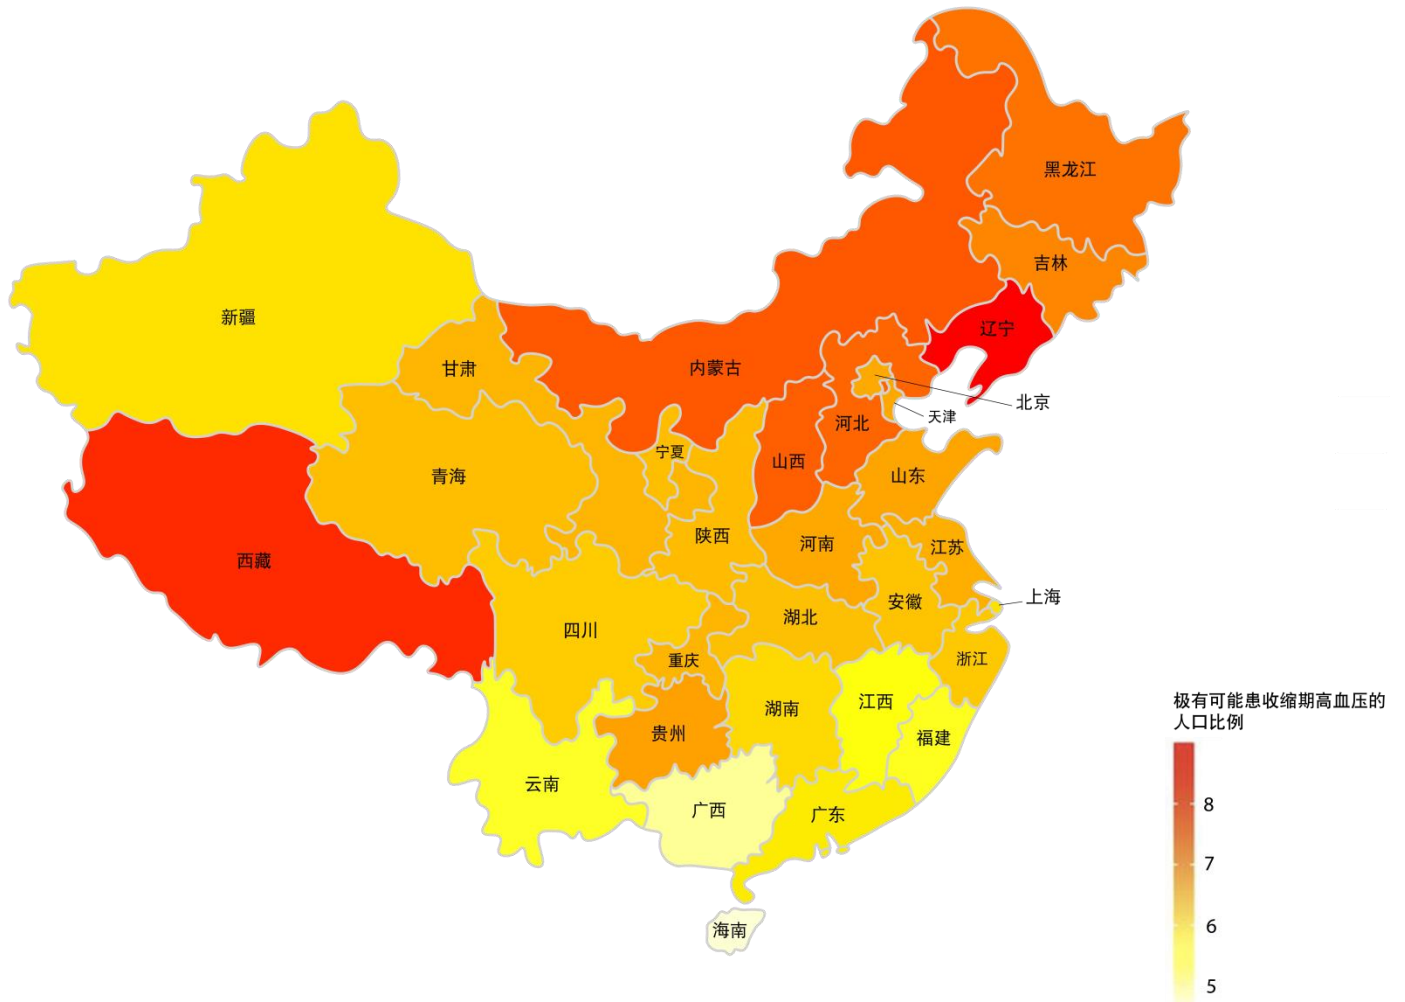 黑龙江
吉林
辽宁
新疆
甘肃
内蒙古
北京
天津
河北
宁夏
山西
青海
山东
陕西
河南
江苏
西藏
安徽
上海
湖北
四川
重庆
浙江
江西
湖南
贵州
福建
云南
广西
广东
海南
极有可能患收缩期高血压的
人口比例
8
7
6
5